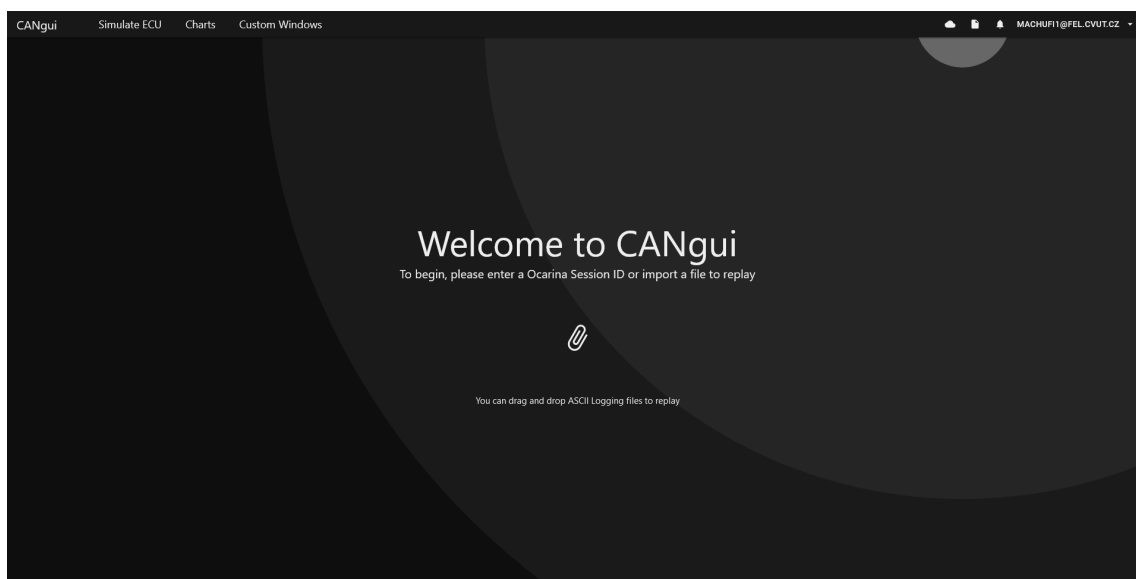 CANgui Simulate ECU Charts Custom Windows MACHUFI1@FEL.CVUT.CZ
Welcome to CANgui
To begin, please enter a Ocarina Session ID or import a file to replay
You can drag and drop ASCII Logging files to replay